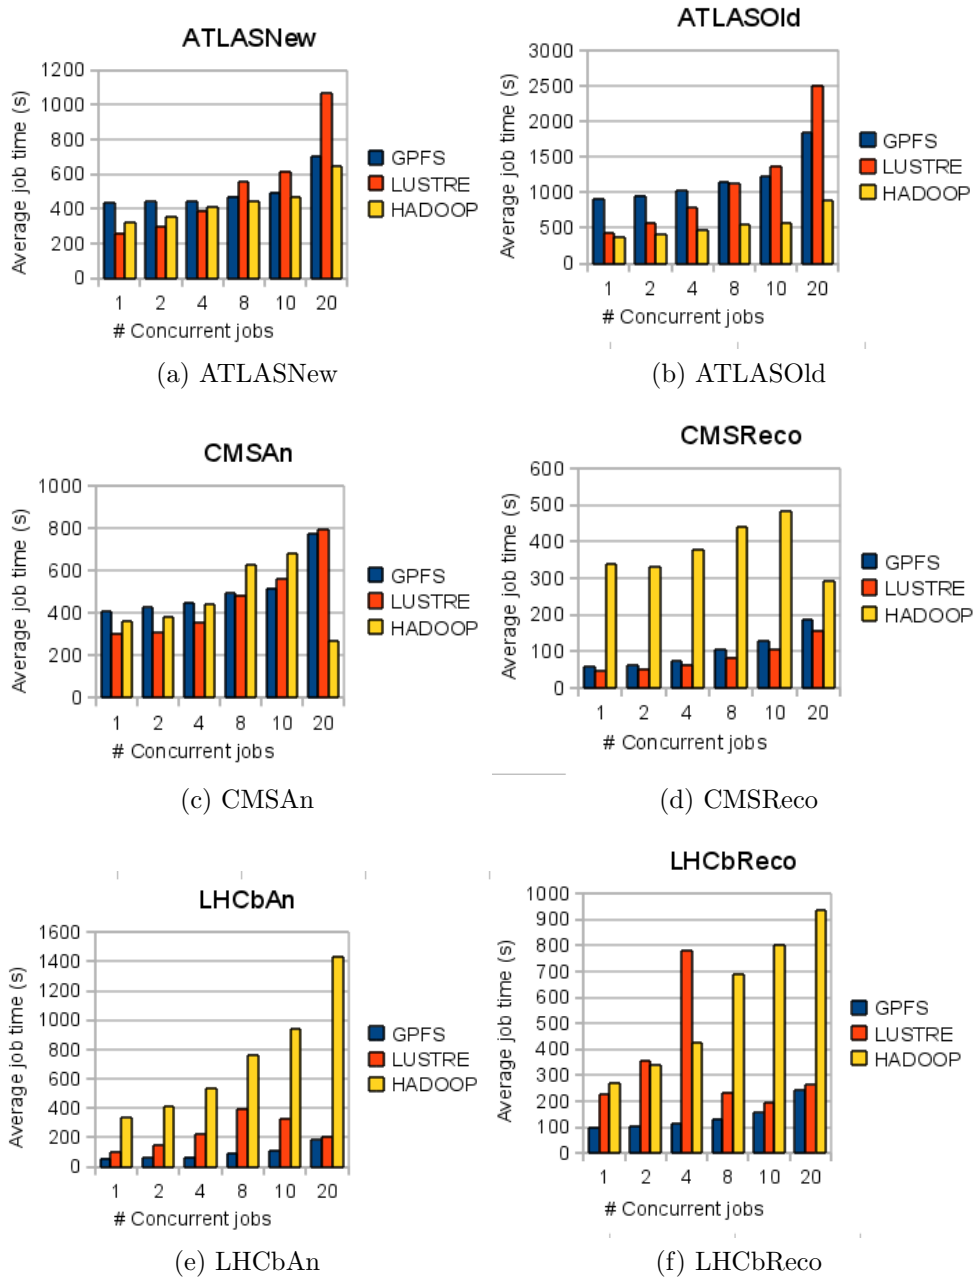 ATLASNew
Average job time (s)
1200
1000
800
600
400
200
0
1 2 4 8 10 20
# Concurrent jobs
GPFS
LUSTRE
HADOOP
(a) ATLASNew
ATLASOld
Average job time (s)
3000
2500
2000
1500
1000
500
0
1 2 4 8 10 20
# Concurrent jobs
GPFS
LUSTRE
HADOOP
(b) ATLASOld
CMSAn
Average job time (s)
1000
800
600
400
200
0
1 2 4 8 10 20
# Concurrent jobs
GPFS
LUSTRE
HADOOP
(c) CMSAn
CMSReco
Average job time (s)
600
500
400
300
200
100
0
1 2 4 8 10 20
# Concurrent jobs
GPFS
LUSTRE
HADOOP
(d) CMSReco
LHCbAn
Average job time (s)
1600
1400
1200
1000
800
600
400
200
0
1 2 4 8 10 20
# Concurrent jobs
GPFS
LUSTRE
HADOOP
(e) LHCbAn
LHCbReco
Average job time (s)
1000
900
800
700
600
500
400
300
200
100
0
1 2 4 8 10 20
# Concurrent jobs
GPFS
LUSTRE
HADOOP
(f) LHCbReco